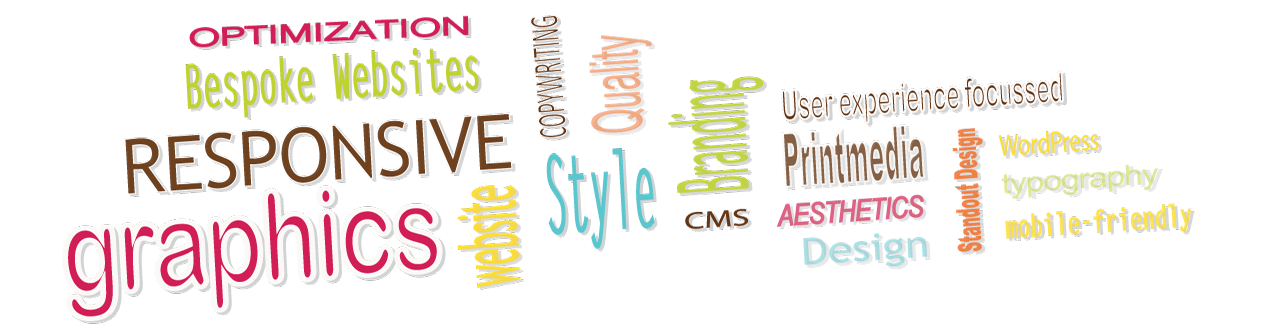 OPTIMIZATION
Bespoke Websites
RESPONSIVE
graphics
website
COPYWRITING
Quality
Style
Branding
CMS
User experience focussed
Printmedia
AESTHETICS
Design
Standout Design
WordPress
typography
mobile-friendly